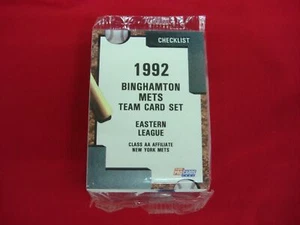 CHECKLIST
1992
BINGHAMTON
METS
TEAM CARD SET
EASTERN
LEAGUE
CLASS AA AFFILIATE
NEW YORK METS